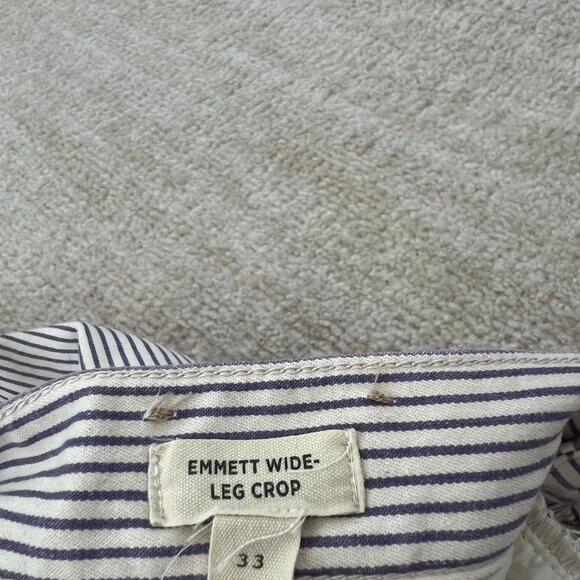 EMMETT WIDE-
LEG CROP
33